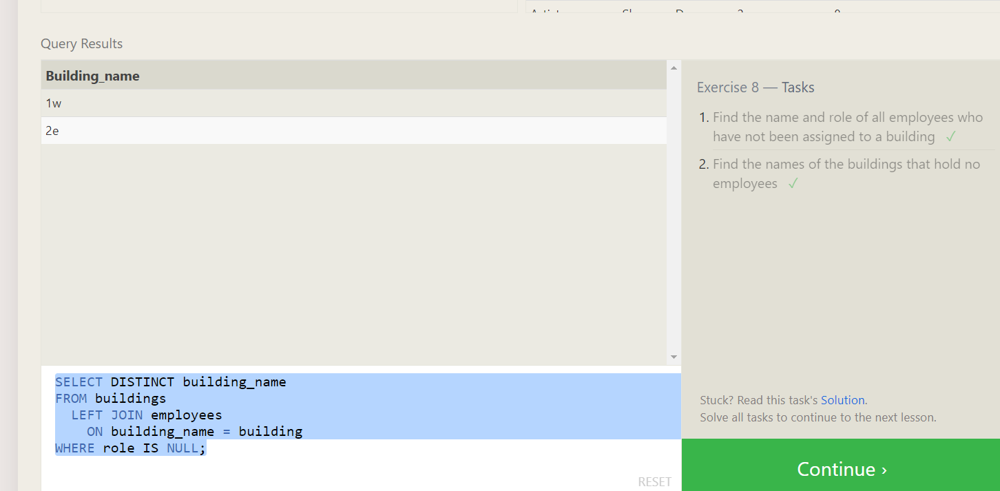 Query Results
Building_name
1w
2e
SELECT DISTINCT building_name
FROM buildings
  LEFT JOIN employees
    ON building_name = building
WHERE role IS NULL;
RESET
Exercise 8 — Tasks
1. Find the name and role of all employees who
have not been assigned to a building ✓
2. Find the names of the buildings that hold no
employees ✓
Stuck? Read this task's Solution.
Solve all tasks to continue to the next lesson.
Continue ›